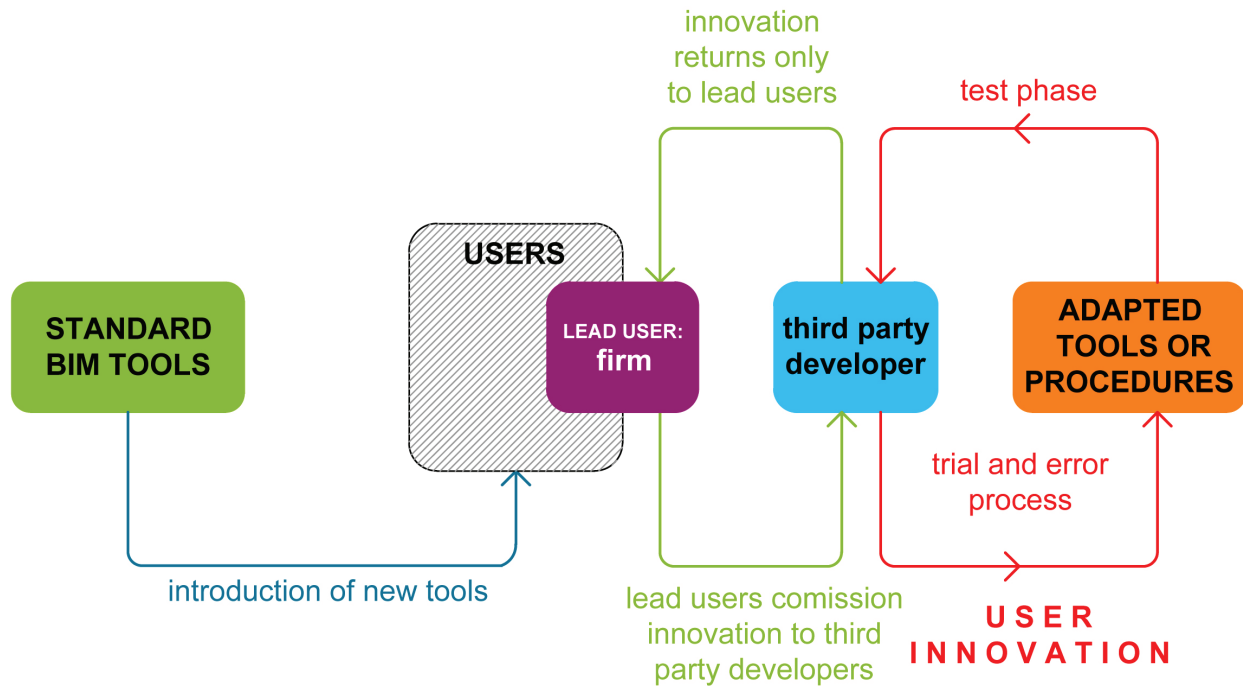 innovation
returns only
to lead users
test phase
USERS
STANDARD
BIM TOOLS
LEAD USER:
firm
third party
developer
ADAPTED
TOOLS OR
PROCEDURES
trial and error
process
introduction of new tools
lead users comission
innovation to third
party developers
USER
INNOVATION